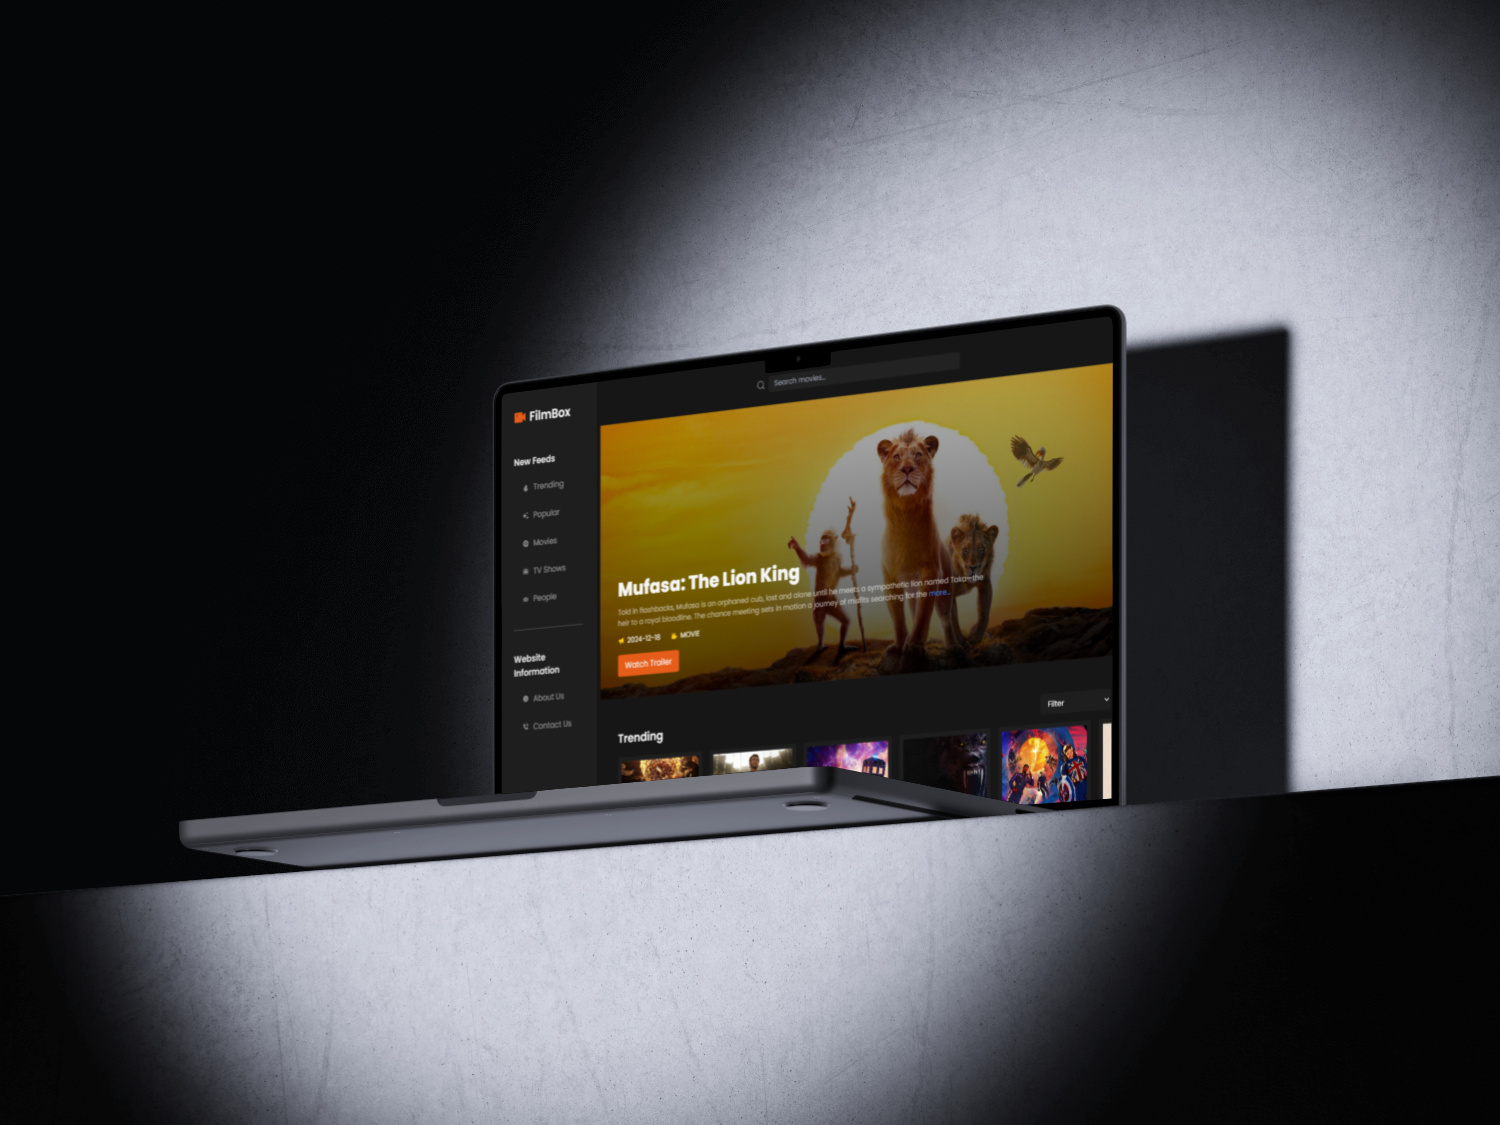 FilmBox
Search movies...
New Feeds
Trending
Popular
Movies
TV Shows
People
Website
Information
About Us
Contact Us
Mufasa: The Lion King
Told in flashbacks, Mufasa is an orphaned cub, lost and alone until he meets a sympathetic lion named Taka—the
heir to a royal bloodline. The chance meeting sets in motion a journey of misfits searching for the more...
2024-12-18 MOVIE
Watch Trailer
Filter
Trending